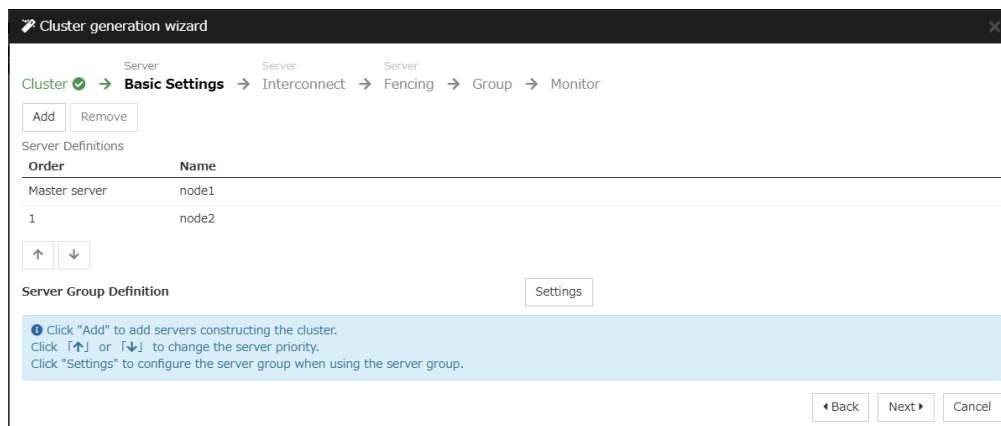 Cluster generation wizard
Server Server Server
Cluster → Basic Settings → Interconnect → Fencing → Group → Monitor
Add Remove
Server Definitions
Order Name
Master server node1
1 node2
↑ ↓
Server Group Definition Settings
Click "Add" to add servers constructing the cluster.
Click 「↑」 or 「↓」 to change the server priority.
Click "Settings" to configure the server group when using the server group.
Back Next Cancel